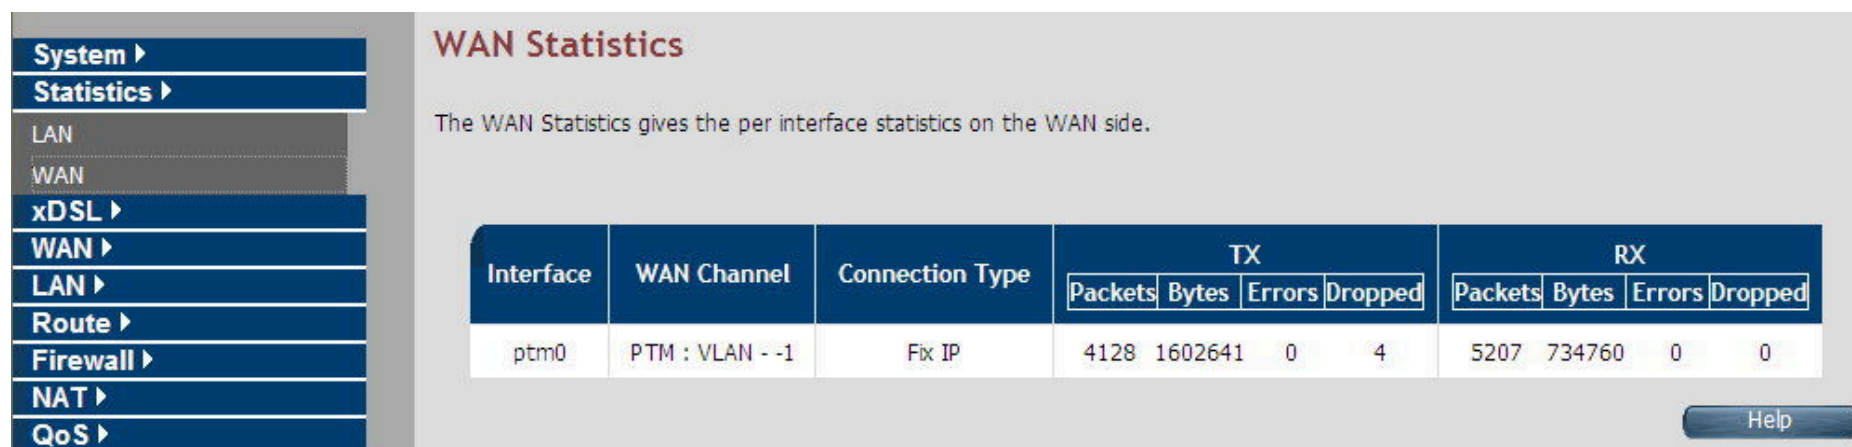 System
Statistics
LAN
WAN
xDSL
WAN
LAN
Route
Firewall
NAT
QoS
WAN Statistics
The WAN Statistics gives the per interface statistics on the WAN side.
Interface WAN Channel Connection Type TX RX
Packets Bytes Errors Dropped Packets Bytes Errors Dropped
ptm0 PTM : VLAN - -1 Fix IP 4128 1602641 0 4 5207 734760 0 0
Help